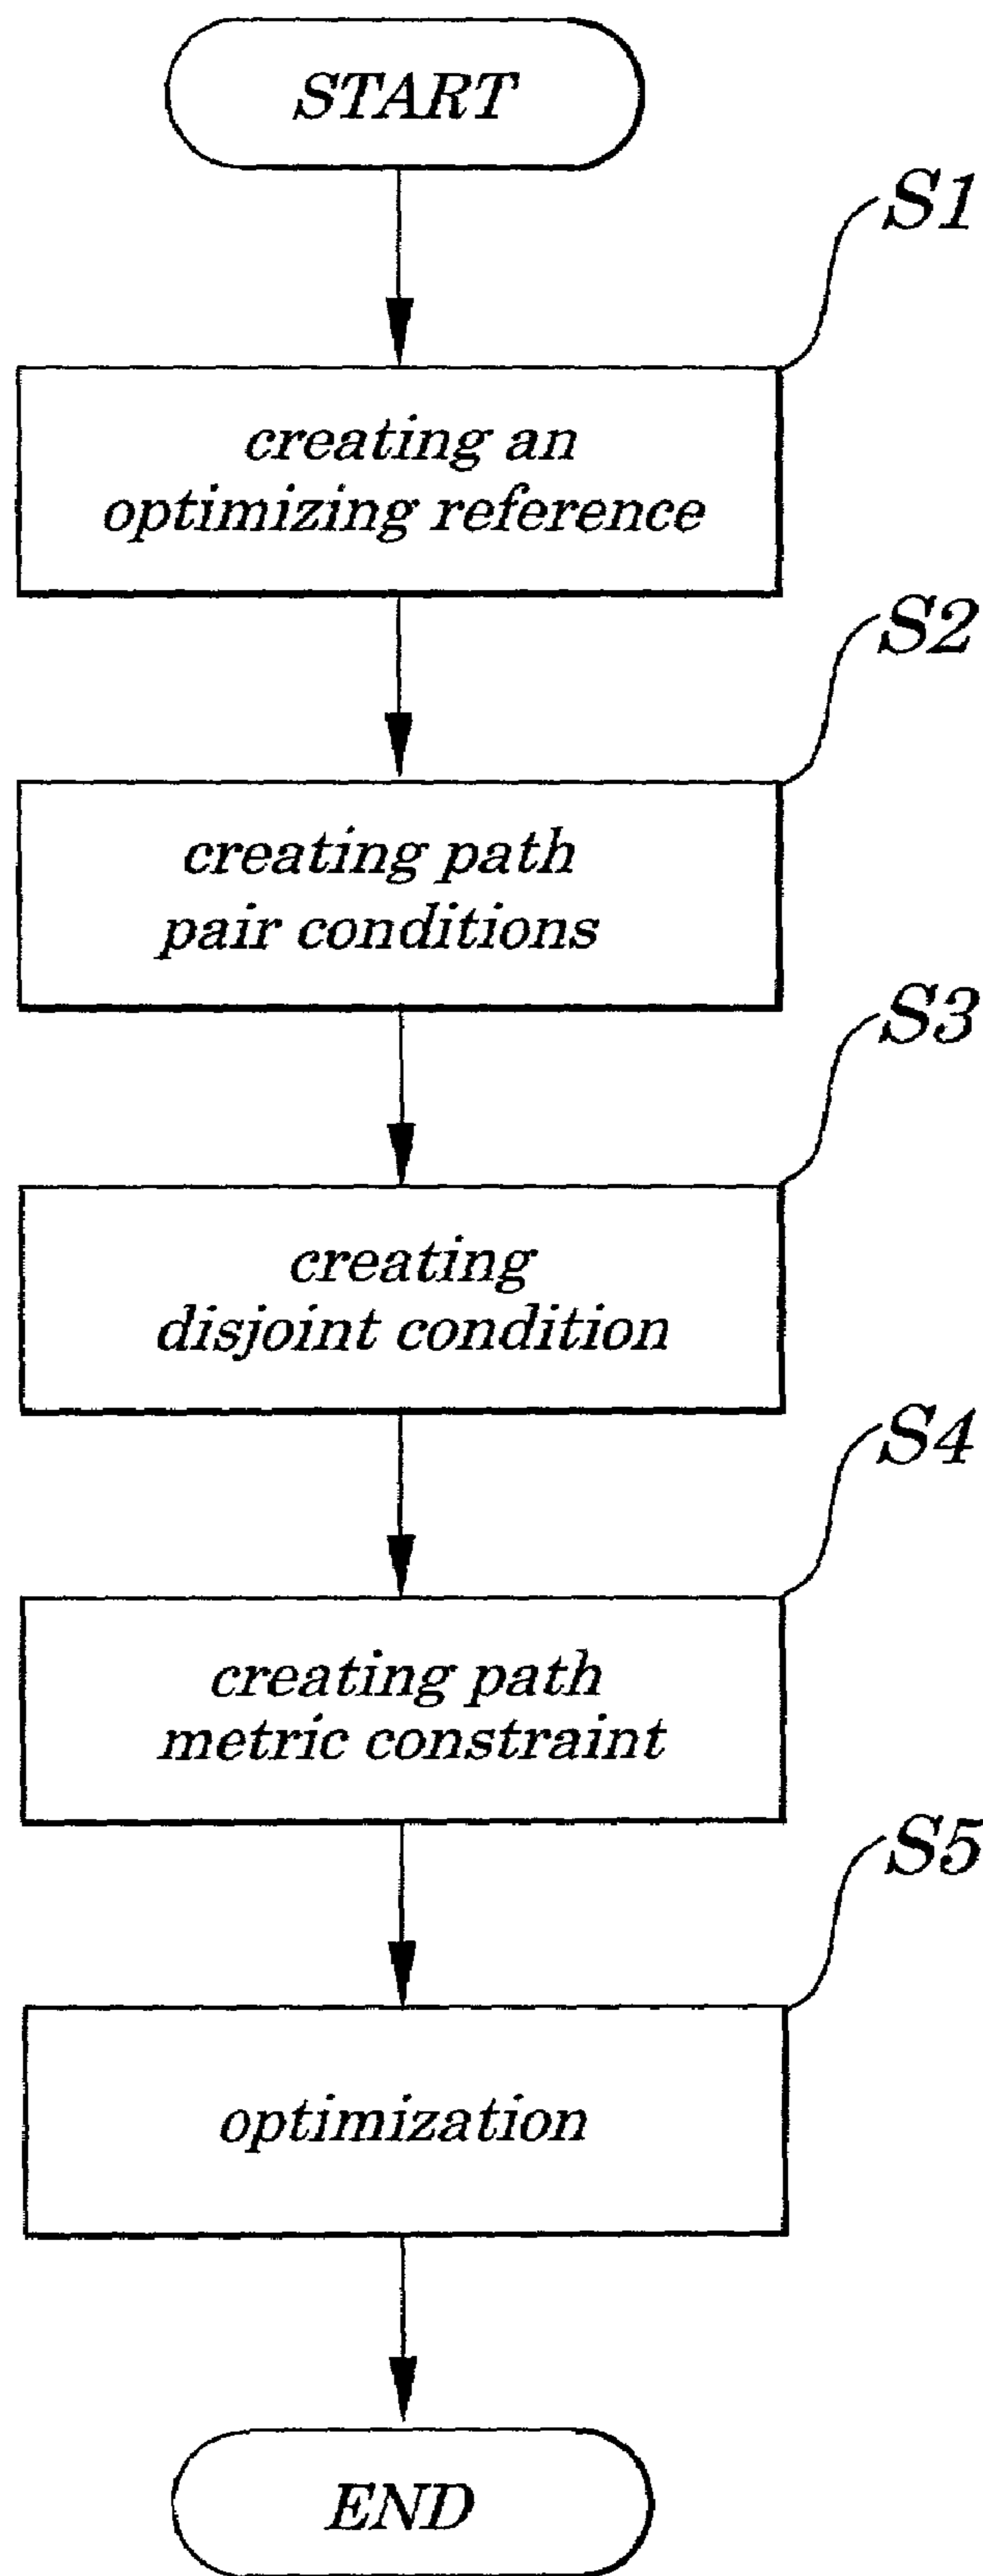 START
S1
creating an
optimizing reference
S2
creating path
pair conditions
S3
creating
disjoint condition
S4
creating path
metric constraint
S5
optimization
END